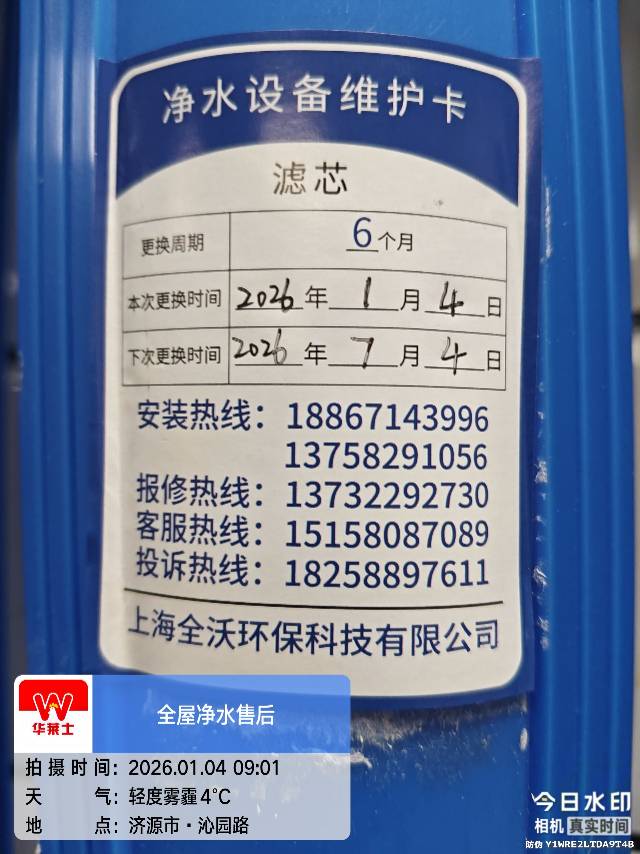 净水设备维护卡
滤芯
更换周期 6个月
本次更换时间 2026年1月4日
下次更换时间 2026年7月4日
安装热线：18867143996
13758291056
报修热线：13732292730
客服热线：15158087089
投诉热线：18258897611
上海全沃环保科技有限公司
华莱士
全屋净水售后
拍摄时间：2026.01.04 09:01
天气：轻度雾霾 4℃
地点：济源市·沁园路
今日水印
相机 真实时间
防伪 Y1WRE2LTDA9T4B